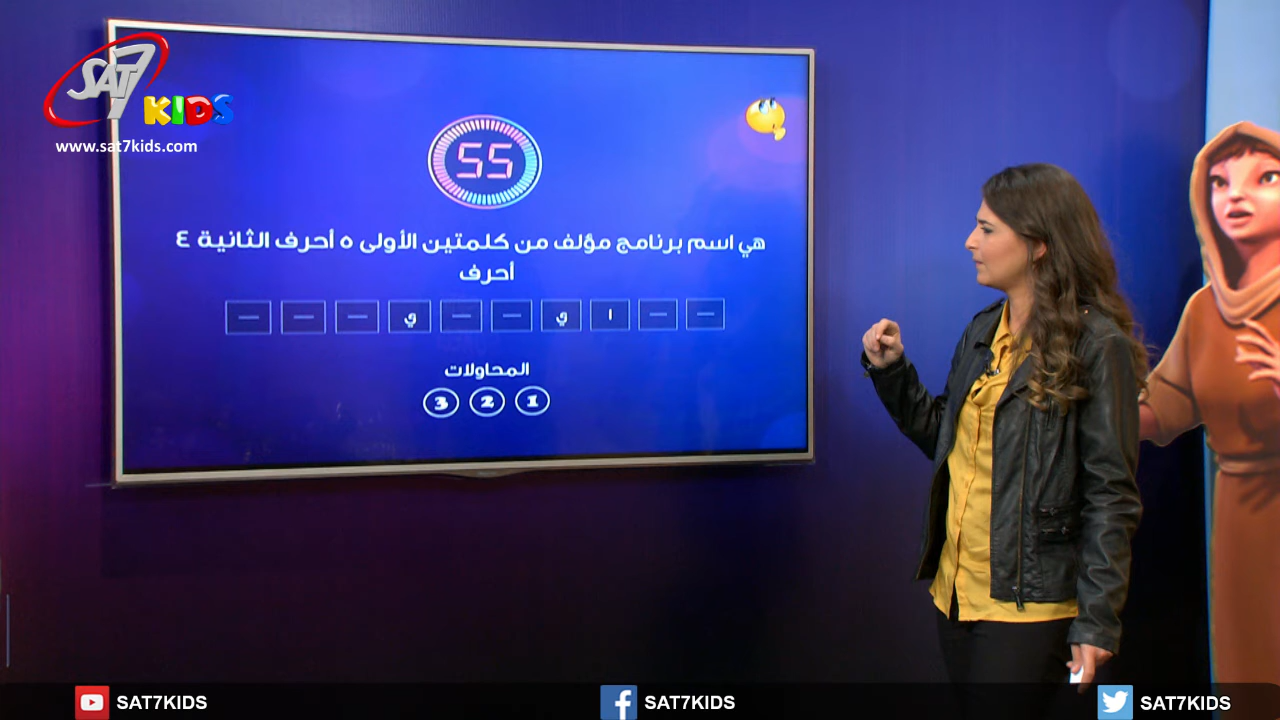 SAT7
KIDS
www.sat7kids.com
55
هي اسم برنامج مؤلف من كلمتين الأولى ٥ أحرف الثانية ٤
أحرف
— — ا ي — — ي — — —
المحاولات
1 2 3
SAT7KIDS
SAT7KIDS
SAT7KIDS